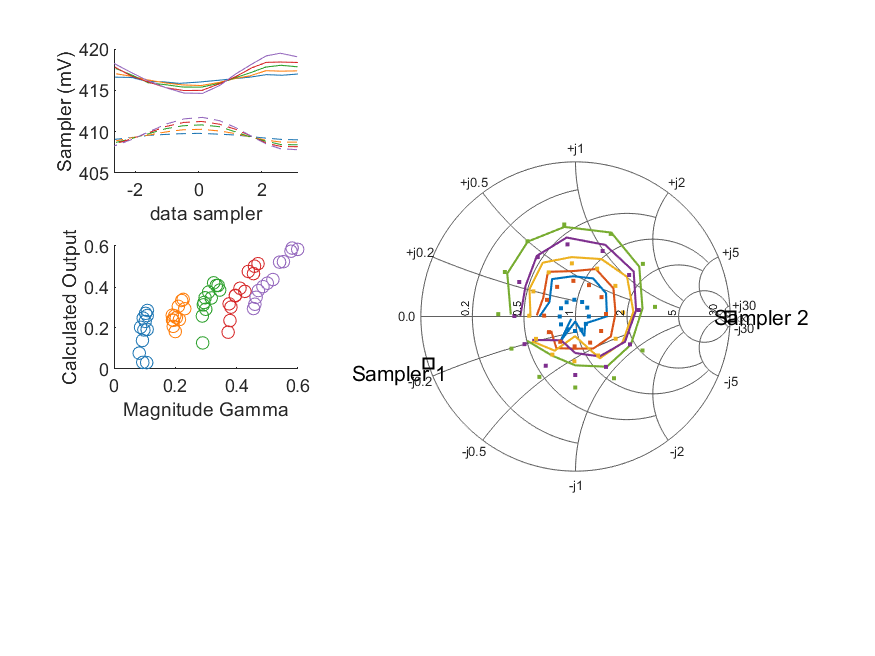 420
415
410
405
Sampler (mV)
-2
0
2
data sampler
0.6
0.4
0.2
0
Calculated Output
0
0.2
0.4
0.6
Magnitude Gamma
+j1
+j0.5
+j2
+j0.2
+j5
0.0
0.2
0.5
1
2
5
30
+j30
-j30
Sampler 2
Sampler 1
-j0.2
-j5
-j0.5
-j2
-j1